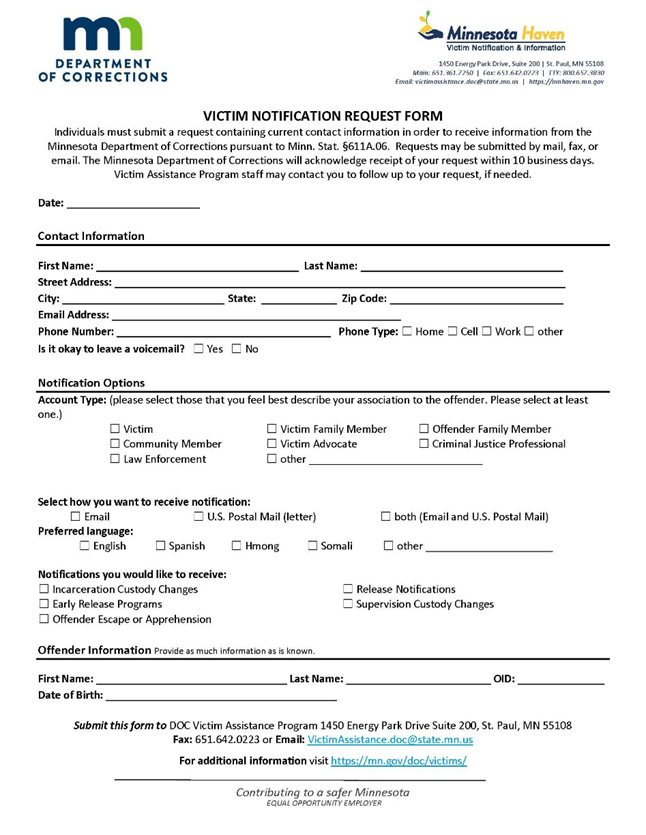 mn
DEPARTMENT
OF CORRECTIONS
Minnesota Haven
Victim Notification & Information
1450 Energy Park Drive, Suite 200 | St. Paul, MN 55108
Main: 651.361.7250 | Fax: 651.642.0223 | TTY: 800.657.3830
Email: victimassistance.doc@state.mn.us | https://mnhaven.mn.gov
VICTIM NOTIFICATION REQUEST FORM
Individuals must submit a request containing current contact information in order to receive information from the
Minnesota Department of Corrections pursuant to Minn. Stat. §611A.06. Requests may be submitted by mail, fax, or
email. The Minnesota Department of Corrections will acknowledge receipt of your request within 10 business days.
Victim Assistance Program staff may contact you to follow up to your request, if needed.
Date: ______________________
Contact Information
First Name: ______________________ Last Name: ______________________
Street Address: ______________________
City: ______________________ State: ____________ Zip Code: ______________________
Email Address: ______________________
Phone Number: ______________________ Phone Type: ☐ Home ☐ Cell ☐ Work ☐ other
Is it okay to leave a voicemail? ☐ Yes ☐ No
Notification Options
Account Type: (please select those that you feel best describe your association to the offender. Please select at least
one.)
☐ Victim ☐ Victim Family Member ☐ Offender Family Member
☐ Community Member ☐ Victim Advocate ☐ Criminal Justice Professional
☐ Law Enforcement ☐ other ______________________
Select how you want to receive notification:
☐ Email ☐ U.S. Postal Mail (letter) ☐ both (Email and U.S. Postal Mail)
Preferred language:
☐ English ☐ Spanish ☐ Hmong ☐ Somali ☐ other ______________________
Notifications you would like to receive:
☐ Incarceration Custody Changes ☐ Release Notifications
☐ Early Release Programs ☐ Supervision Custody Changes
☐ Offender Escape or Apprehension
Offender Information Provide as much information as is known.
First Name: ______________________ Last Name: ______________________ OID: ______________
Date of Birth: ______________________
Submit this form to DOC Victim Assistance Program 1450 Energy Park Drive Suite 200, St. Paul, MN 55108
Fax: 651.642.0223 or Email: VictimAssistance.doc@state.mn.us
For additional information visit https://mn.gov/doc/victims/
Contributing to a safer Minnesota
EQUAL OPPORTUNITY EMPLOYER